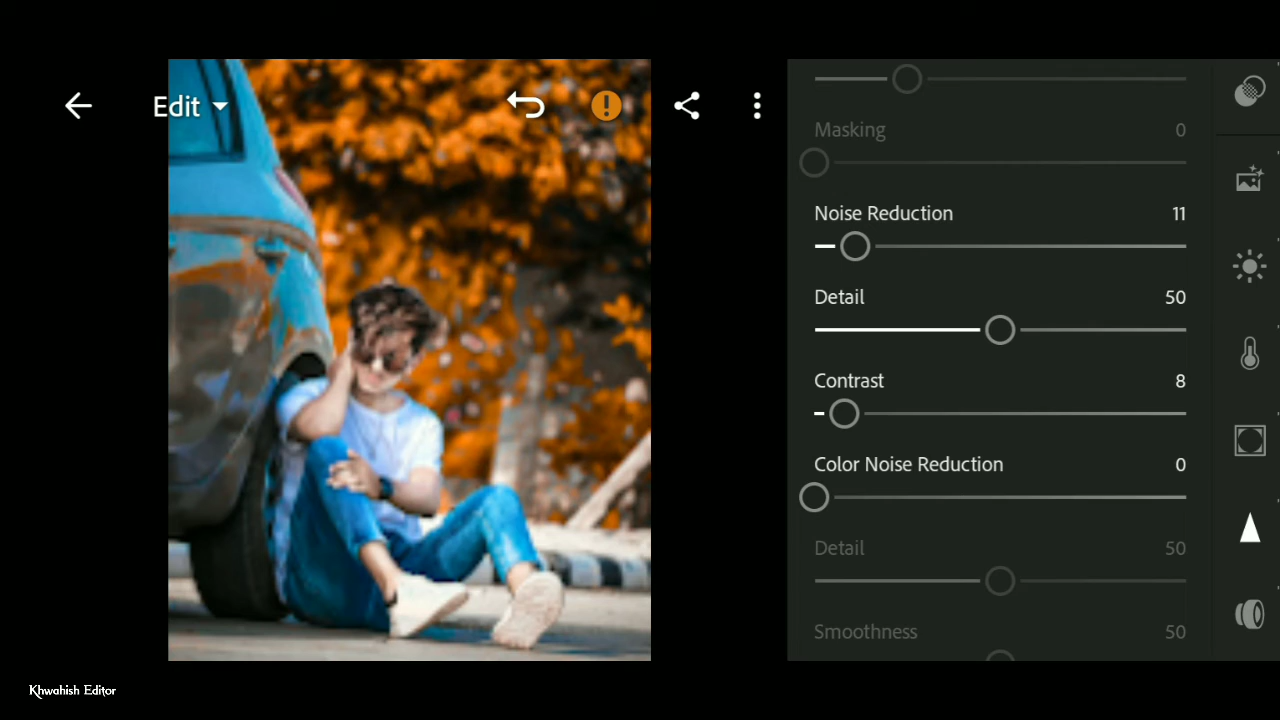 Edit
Masking 0
Noise Reduction 11
Detail 50
Contrast 8
Color Noise Reduction 0
Detail 50
Smoothness 50
Khwahish Editor